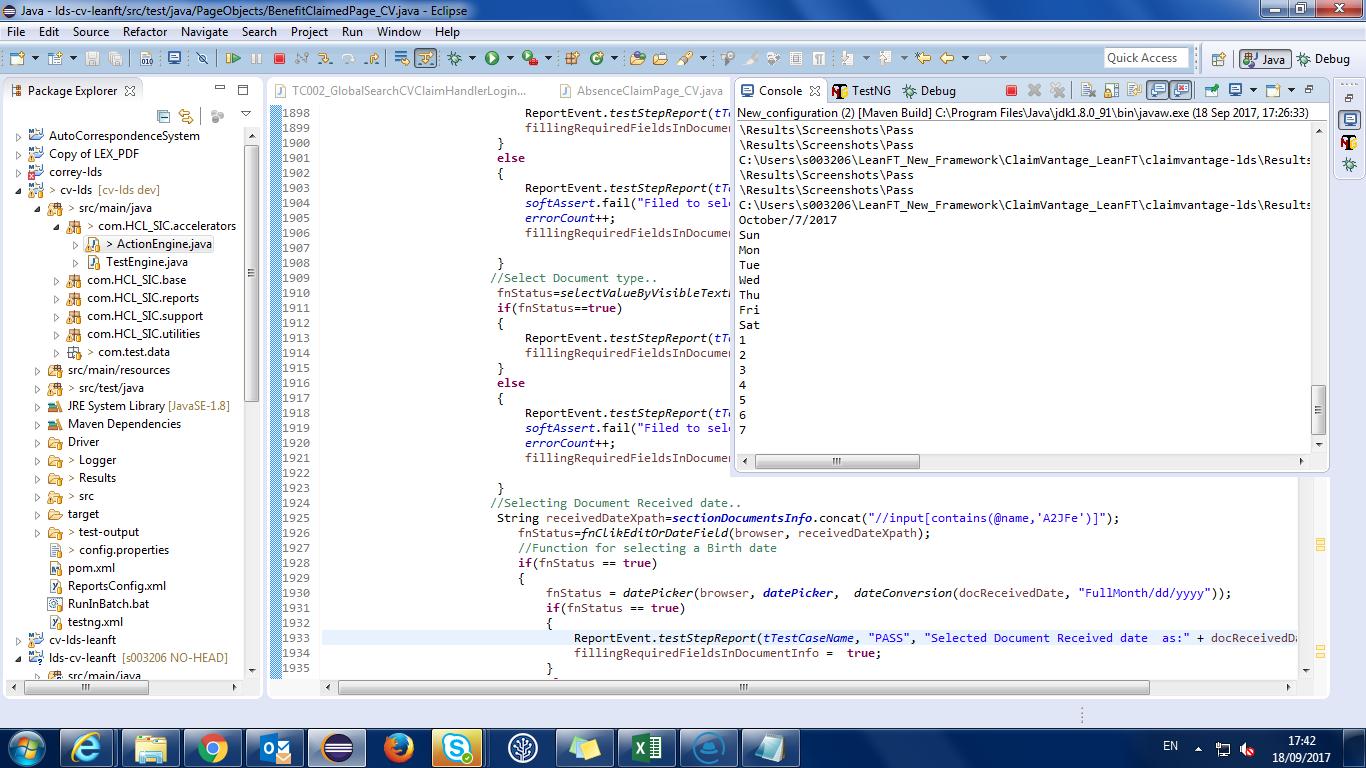 Java - lds-cv-leanft/src/test/java/PageObjects/BenefitClaimedPage_CV.java - Eclipse
File Edit Source Refactor Navigate Search Project Run Window Help
Quick Access Java Debug
Package Explorer
AutoCorrespondenceSystem
Copy of LEX_PDF
correy-lds
> cv-lds [cv-lds dev]
> src/main/java
> com.HCL_SIC.accelerators
> ActionEngine.java
TestEngine.java
com.HCL_SIC.base
com.HCL_SIC.reports
com.HCL_SIC.support
com.HCL_SIC.utilities
> com.test.data
src/main/resources
> src/test/java
JRE System Library [JavaSE-1.8]
Maven Dependencies
Driver
> Logger
> Results
> src
target
> test-output
> config.properties
pom.xml
ReportsConfig.xml
RunInBatch.bat
testng.xml
cv-lds-leanft
lds-cv-leanft [s003206 NO-HEAD]
src/main/java
TC002_GlobalSearchCVClaimHandlerLogin... AbsenceClaimPage_CV.java
1898 ReportEvent.testStepReport(tT
1899 fillingRequiredFieldsInDocume
1900 }
1901 else
1902 {
1903 ReportEvent.testStepReport(tTe
1904 softAssert.fail("Filed to sele
1905 errorCount++;
1906 fillingRequiredFieldsInDocume
1907
1908 }
1909 //Select Document type..
1910 fnStatus=selectValueByVisibleText
1911 if(fnStatus==true)
1912 {
1913 ReportEvent.testStepReport(tT
1914 fillingRequiredFieldsInDocume
1915 }
1916 else
1917 {
1918 ReportEvent.testStepReport(tTe
1919 softAssert.fail("Filed to sele
1920 errorCount++;
1921 fillingRequiredFieldsInDocume
1922
1923 }
1924 //Selecting Document Received date..
1925 String receivedDateXpath=sectionDocumentsInfo.concat("//input[contains(@name,'A2JFe')]");
1926 fnStatus=fnClikEditOrDateField(browser, receivedDateXpath);
1927 //Function for selecting a Birth date
1928 if(fnStatus == true)
1929 {
1930 fnStatus = datePicker(browser, datePicker, dateConversion(docReceivedDate, "FullMonth/dd/yyyy"));
1931 if(fnStatus == true)
1932 {
1933 ReportEvent.testStepReport(tTestCaseName, "PASS", "Selected Document Received date as:" + docReceivedDa
1934 fillingRequiredFieldsInDocumentInfo = true;
1935 }
Console TestNG Debug
New_configuration (2) [Maven Build] C:\Program Files\Java\jdk1.8.0_91\bin\javaw.exe (18 Sep 2017, 17:26:33)
\Results\Screenshots\Pass
\Results\Screenshots\Pass
C:\Users\s003206\LeanFT_New_Framework\ClaimVantage_LeanFT\claimvantage-lds\Results
\Results\Screenshots\Pass
\Results\Screenshots\Pass
C:\Users\s003206\LeanFT_New_Framework\ClaimVantage_LeanFT\claimvantage-lds\Results
October/7/2017
Sun
Mon
Tue
Wed
Thu
Fri
Sat
1
2
3
4
5
6
7
EN
17:42
18/09/2017